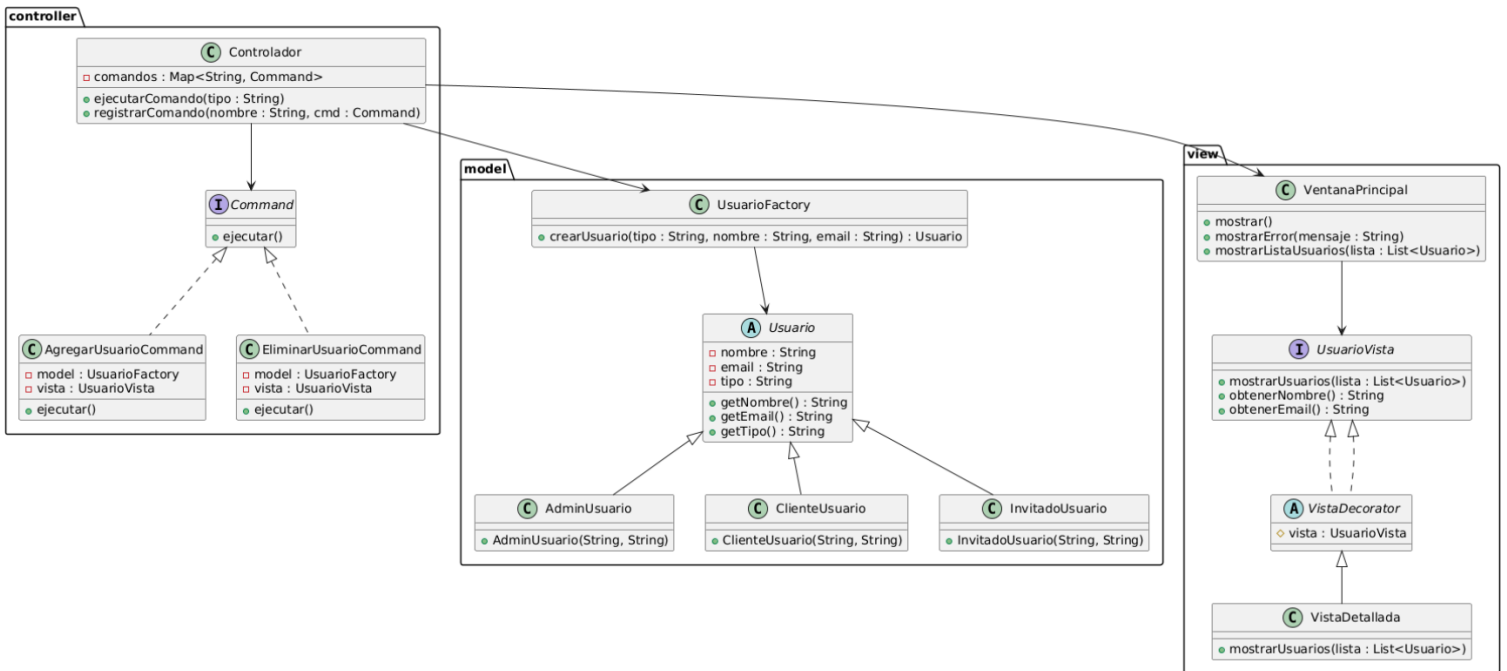 controller
C Controlador
comandos : Map<String, Command>
ejecutarComando(tipo : String)
registrarComando(nombre : String, cmd : Command)
I Command
ejecutar()
C AgregarUsuarioCommand
model : UsuarioFactory
vista : UsuarioVista
ejecutar()
C EliminarUsuarioCommand
model : UsuarioFactory
vista : UsuarioVista
ejecutar()
model
C UsuarioFactory
crearUsuario(tipo : String, nombre : String, email : String) : Usuario
A Usuario
nombre : String
email : String
tipo : String
getNombre() : String
getEmail() : String
getTipo() : String
C AdminUsuario
AdminUsuario(String, String)
C ClienteUsuario
ClienteUsuario(String, String)
C InvitadoUsuario
InvitadoUsuario(String, String)
view
C VentanaPrincipal
mostrar()
mostrarError(mensaje : String)
mostrarListaUsuarios(lista : List<Usuario>)
I UsuarioVista
mostrarUsuarios(lista : List<Usuario>)
obtenerNombre() : String
obtenerEmail() : String
A VistaDecorator
vista : UsuarioVista
C VistaDetallada
mostrarUsuarios(lista : List<Usuario>)